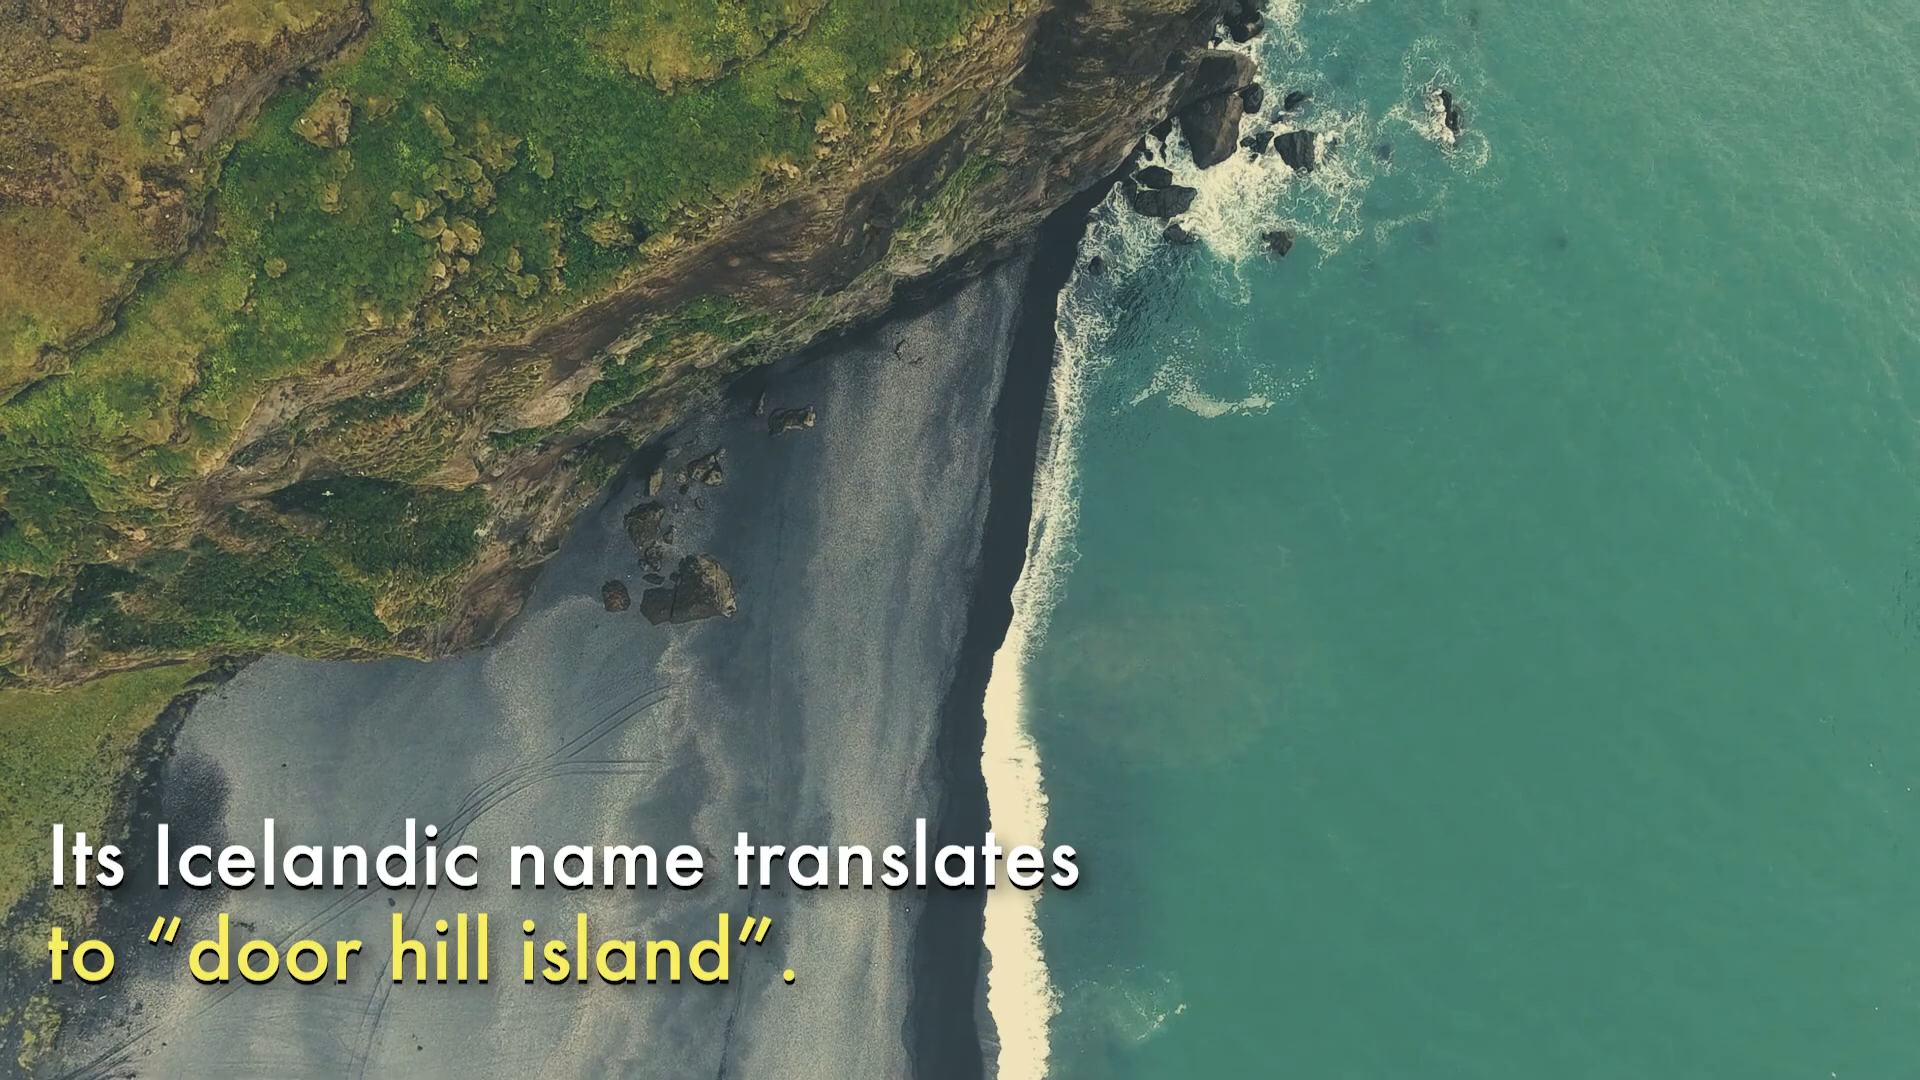 Its Icelandic name translates
to “door hill island”.